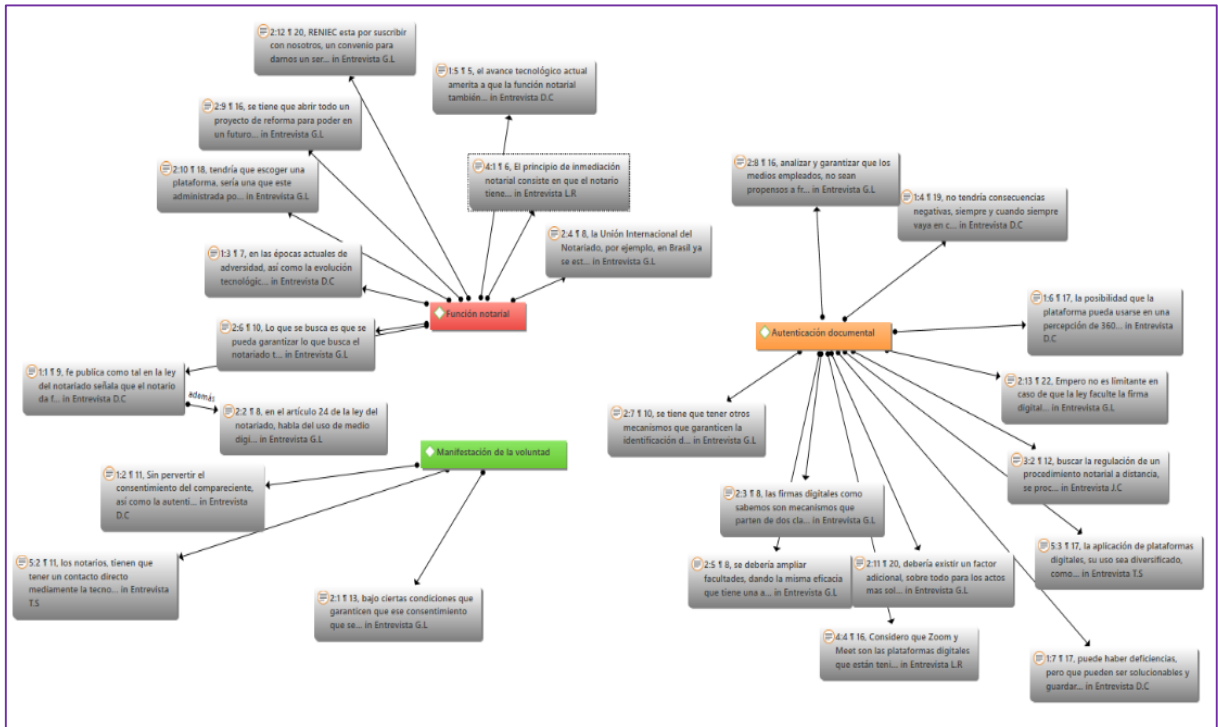 2:12 ¶ 20, RENIEC esta por suscribir
con nosotros, un convenio para
darnos un ser... in Entrevista G.L
1:5 ¶ 5, el avance tecnológico actual
amerita a que la función notarial
también... in Entrevista D.C
2:9 ¶ 16, se tiene que abrir todo un
proyecto de reforma para poder en
un futuro... in Entrevista G.L
2:10 ¶ 18, tendría que escoger una
plataforma, sería una que este
administrada po... in Entrevista G.L
4:1 ¶ 6, El principio de inmediación
notarial consiste en que el notario
tiene... in Entrevista L.R
2:4 ¶ 8, la Unión Internacional del
Notariado, por ejemplo, en Brasil ya
se est... in Entrevista G.L
1:3 ¶ 7, en las épocas actuales de
adversidad, así como la evolución
tecnológic... in Entrevista D.C
Función notarial
2:6 ¶ 10, Lo que se busca es que se
pueda garantizar lo que busca el
notariado t... in Entrevista G.L
1:1 ¶ 9, fe publica como tal en la ley
del notariado señala que el notario
da f... in Entrevista D.C
además
2:2 ¶ 8, en el artículo 24 de la ley del
notariado, habla del uso de medio
digi... in Entrevista G.L
Manifestación de la voluntad
1:2 ¶ 11, Sin pervertir el
consentimiento del compareciente,
así como la autenti... in Entrevista
D.C
5:2 ¶ 11, los notarios, tienen que
tener un contacto directo
mediamente la tecno... in Entrevista
T.S
2:1 ¶ 13, bajo ciertas condiciones que
garanticen que ese consentimiento
que se... in Entrevista G.L
2:8 ¶ 16, analizar y garantizar que los
medios empleados, no sean
propensos a fr... in Entrevista G.L
1:4 ¶ 19, no tendría consecuencias
negativas, siempre y cuando siempre
vaya en c... in Entrevista D.C
1:6 ¶ 17, la posibilidad que la
plataforma pueda usarse en una
percepción de 360... in Entrevista
D.C
Autenticación documental
2:13 ¶ 22, Empero no es limitante en
caso de que la ley faculte la firma
digital... in Entrevista G.L
2:7 ¶ 10, se tiene que tener otros
mecanismos que garanticen la
identificación d... in Entrevista G.L
3:2 ¶ 12, buscar la regulación de un
procedimiento notarial a distancia,
se proc... in Entrevista J.C
2:3 ¶ 8, las firmas digitales como
sabemos son mecanismos que
parten de dos cla... in Entrevista G.L
5:3 ¶ 17, la aplicación de plataformas
digitales, su uso sea diversificado,
como... in Entrevista T.S
2:5 ¶ 8, se debería ampliar
facultades, dando la misma eficacia
que tiene una a... in Entrevista G.L
2:11 ¶ 20, debería existir un factor
adicional, sobre todo para los actos
mas sol... in Entrevista G.L
4:4 ¶ 16, Considero que Zoom y
Meet son las plataformas digitales
que están teni... in Entrevista L.R
1:7 ¶ 17, puede haber deficiencias,
pero que pueden ser solucionables y
guardar... in Entrevista D.C